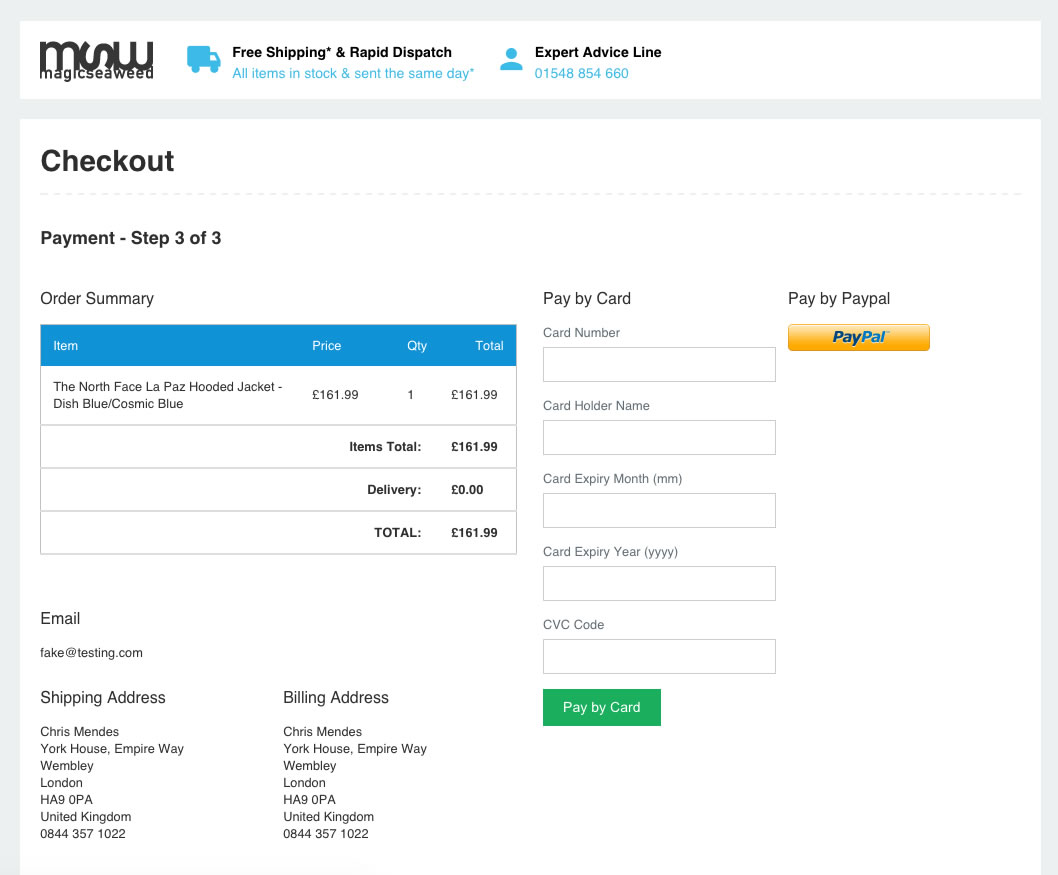 msw
magicseaweed
Free Shipping* & Rapid Dispatch
All items in stock & sent the same day*
Expert Advice Line
01548 854 660
Checkout
Payment - Step 3 of 3
Order Summary
Item Price Qty Total
The North Face La Paz Hooded Jacket -
Dish Blue/Cosmic Blue
£161.99 1 £161.99
Items Total: £161.99
Delivery: £0.00
TOTAL: £161.99
Email
fake@testing.com
Shipping Address
Chris Mendes
York House, Empire Way
Wembley
London
HA9 0PA
United Kingdom
0844 357 1022
Billing Address
Chris Mendes
York House, Empire Way
Wembley
London
HA9 0PA
United Kingdom
0844 357 1022
Pay by Card
Card Number
Card Holder Name
Card Expiry Month (mm)
Card Expiry Year (yyyy)
CVC Code
Pay by Card
Pay by Paypal
PayPal